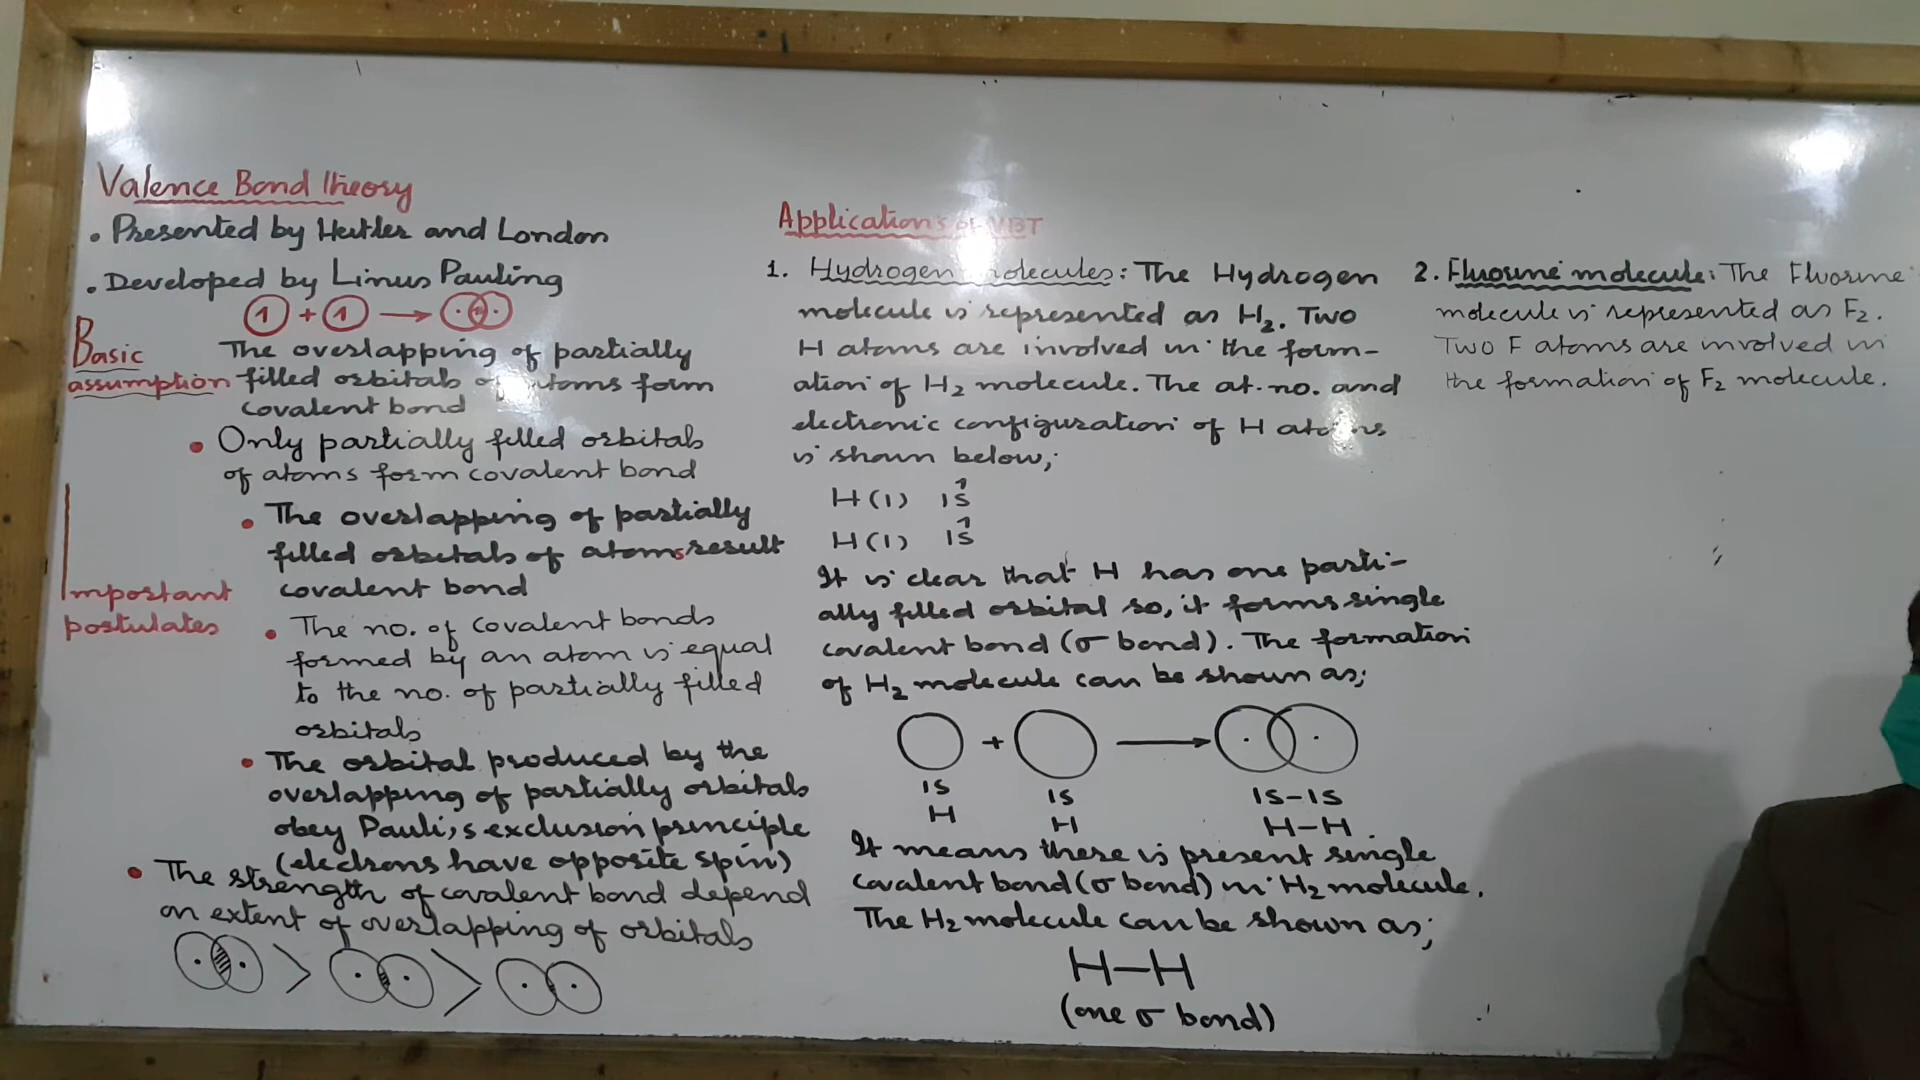 Valence Bond theory
. Presented by Heitler and London
. Developed by Linus Pauling
1 + 1 → 
Basic
assumption
The overlapping of partially
filled orbitals of atoms form
covalent bond
• Only partially filled orbitals
of atoms form covalent bond
Important
postulates
• The overlapping of partially
filled orbitals of atoms result
covalent bond
• The no. of covalent bonds
formed by an atom is equal
to the no. of partially filled
orbitals
• The orbital produced by the
overlapping of partially orbitals
obey Pauli,s exclusion principle
(electrons have opposite spin)
• The strength of covalent bond depend
on extent of overlapping of orbitals
> >
Applications of VBT
1. Hydrogen molecules: The Hydrogen
molecule is represented as H₂. Two
H atoms are involved in the form-
ation of H₂ molecule. The at. no. and
electronic configuration of H atoms
is shown below;
H(1) 1s↑
H(1) 1s↑
It is clear that H has one parti-
ally filled orbital so, it forms single
covalent bond (σ bond). The formation
of H₂ molecule can be shown as;
+ →
1s 1s 1s-1s
H H H-H
It means there is present single
covalent bond (σ bond) in H₂ molecule.
The H₂ molecule can be shown as;
H-H
(one σ bond)
2. Fluorine molecule: The Fluorine
molecule is represented as F₂.
Two F atoms are involved in
the formation of F₂ molecule.